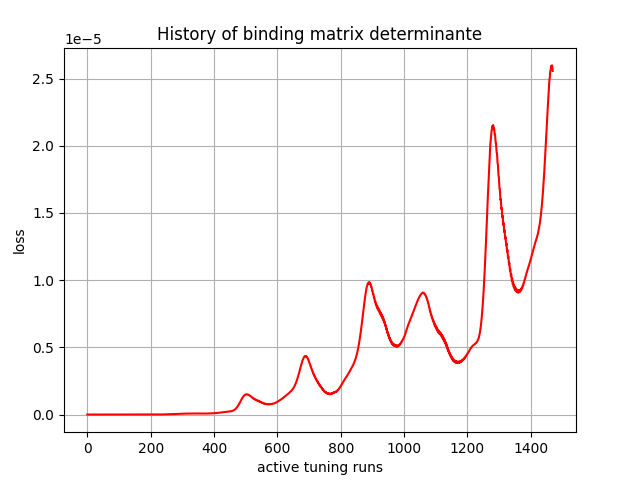 History of binding matrix determinante
1e−5
2.5
2.0
1.5
1.0
0.5
0.0
loss
0 200 400 600 800 1000 1200 1400
active tuning runs